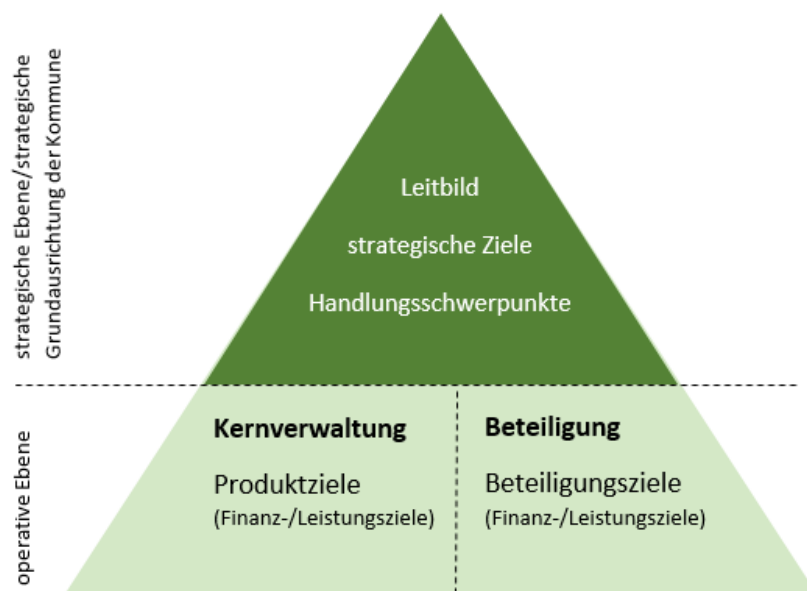 strategische Ebene/strategische
Grundausrichtung der Kommune
Leitbild
strategische Ziele
Handlungsschwerpunkte
operative Ebene
Kernverwaltung
Produktziele
(Finanz-/Leistungsziele)
Beteiligung
Beteiligungsziele
(Finanz-/Leistungsziele)